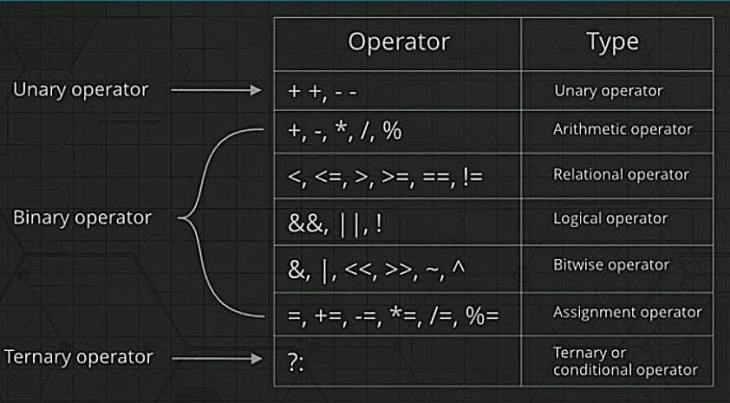 Operator Type
Unary operator + +, - - Unary operator
+, -, *, /, % Arithmetic operator
<, <=, >, >=, ==, != Relational operator
Binary operator &&, ||, ! Logical operator
&, |, <<, >>, ~, ^ Bitwise operator
=, +=, -=, *=, /=, %= Assignment operator
Ternary operator ?: Ternary or
conditional operator